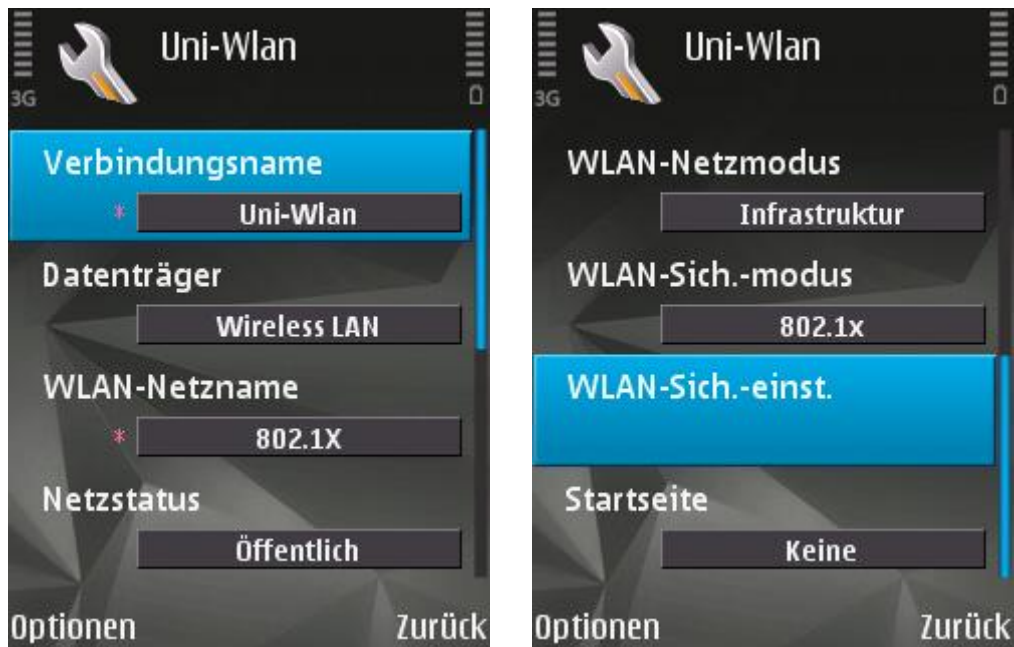 Uni-Wlan
3G
Verbindungsname
* Uni-Wlan
Datenträger
Wireless LAN
WLAN-Netzname
* 802.1X
Netzstatus
Öffentlich
Optionen Zurück
Uni-Wlan
3G
WLAN-Netzmodus
Infrastruktur
WLAN-Sich.-modus
802.1x
WLAN-Sich.-einst.
Startseite
Keine
Optionen Zurück